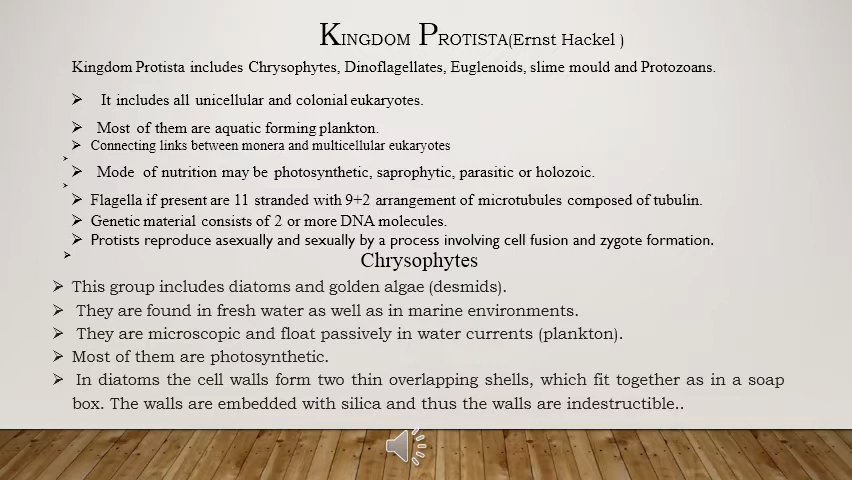 KINGDOM PROTISTA(Ernst Hackel )
Kingdom Protista includes Chrysophytes, Dinoflagellates, Euglenoids, slime mould and Protozoans.
➢ It includes all unicellular and colonial eukaryotes.
➢ Most of them are aquatic forming plankton.
➢ Connecting links between monera and multicellular eukaryotes
➢
➢ Mode of nutrition may be photosynthetic, saprophytic, parasitic or holozoic.
➢
➢ Flagella if present are 11 stranded with 9+2 arrangement of microtubules composed of tubulin.
➢ Genetic material consists of 2 or more DNA molecules.
➢ Protists reproduce asexually and sexually by a process involving cell fusion and zygote formation.
➢ Chrysophytes
➢ This group includes diatoms and golden algae (desmids).
➢ They are found in fresh water as well as in marine environments.
➢ They are microscopic and float passively in water currents (plankton).
➢ Most of them are photosynthetic.
➢ In diatoms the cell walls form two thin overlapping shells, which fit together as in a soap
box. The walls are embedded with silica and thus the walls are indestructible..